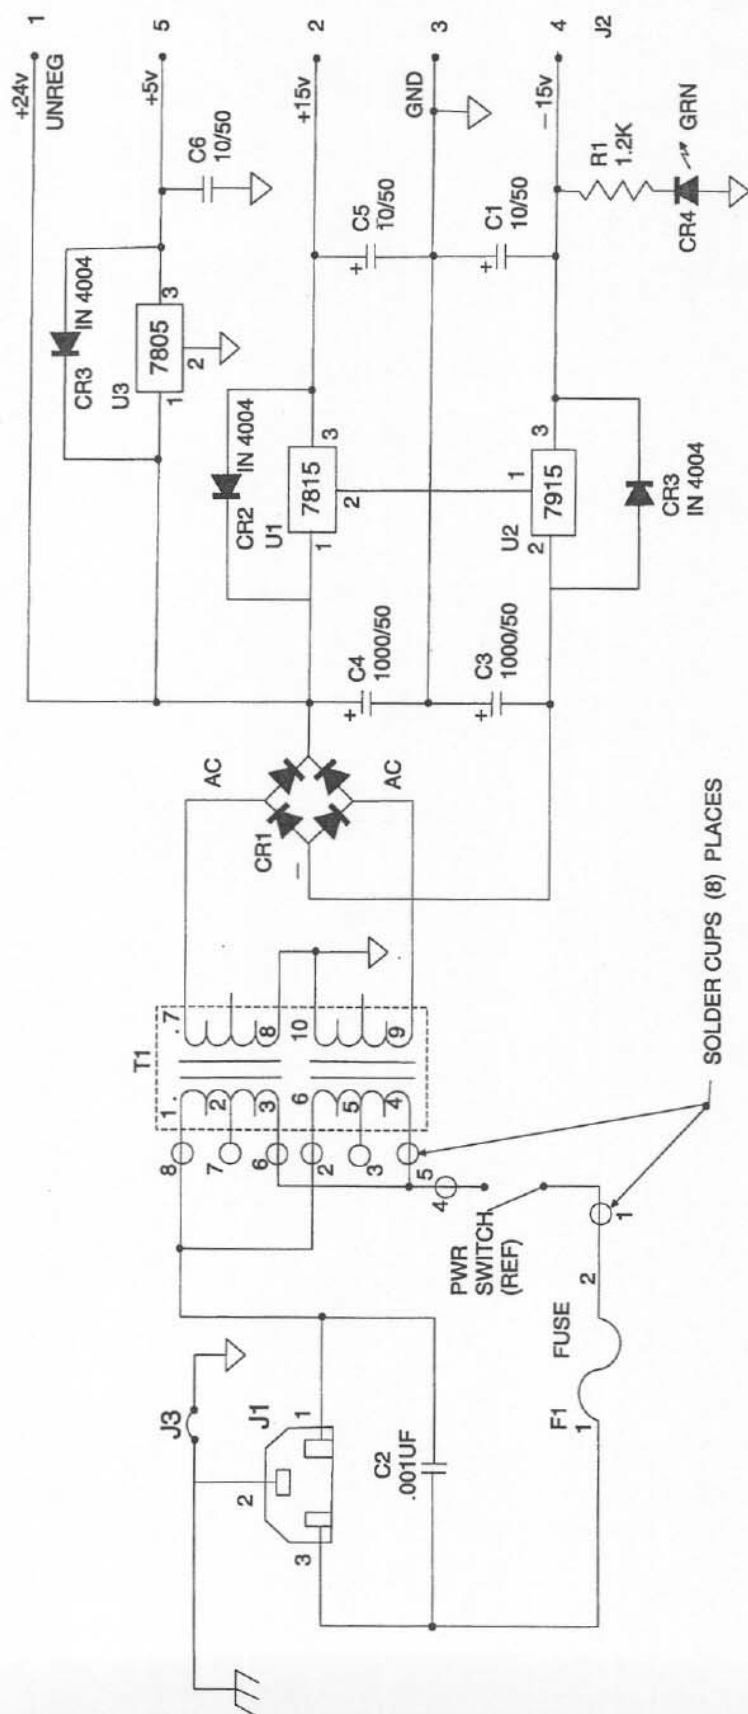 J3
J1
2
1
3
C2
.001UF
F1
1
FUSE
2
PWR
SWITCH
(REF)
1
4
SOLDER CUPS (8) PLACES
8
7
6
2
3
5
T1
1
2
3
6
5
4
.7
8
10
9
AC
CR1
AC
–
C4
+
1000/50
C3
+
1000/50
CR3
IN 4004
U3
7805
1
2
3
CR2
IN 4004
U1
7815
1
2
3
U2
7915
1
2
3
CR3
IN 4004
C6
10/50
C5
+
10/50
C1
+
10/50
R1
1.2K
CR4
GRN
+24v
UNREG
1
+5v
5
+15v
2
GND
3
–15v
4
J2